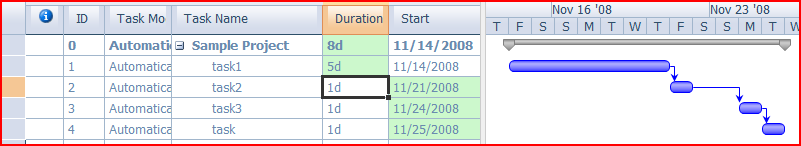 Nov 16 '08 Nov 23 '08
ID Task Mo Task Name Duration Start T F S S M T W T F S S M T
0 Automatica Sample Project 8d 11/14/2008
1 Automatica task1 5d 11/14/2008
2 Automatica task2 1d 11/21/2008
3 Automatica task3 1d 11/24/2008
4 Automatica task 1d 11/25/2008